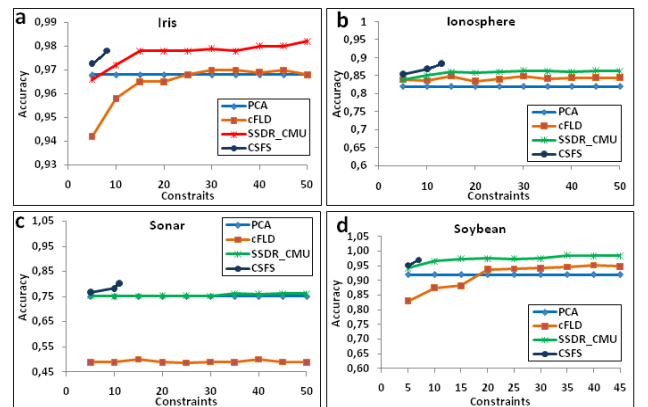 a
Iris
0,99
0,98
0,97
0,96
0,95
0,94
0,93
Accuracy
0 10 20 30 40 50
Constraits
PCA
cFLD
SSDR_CMU
CSFS
b
Ionosphere
1
0,95
0,9
0,85
0,8
0,75
0,7
0,65
0,6
Accuracy
0 5 10 15 20 25 30 35 40 45 50
Constraints
PCA
cFLD
SSDR_CMU
CSFS
c
Sonar
1,05
0,95
0,85
0,75
0,65
0,55
0,45
Accuracy
0 10 20 30 40 50
Constraints
PCA
cFLD
SSDR_CMU
CSFS
d
Soybean
1,05
1,00
0,95
0,90
0,85
0,80
0,75
0,70
0,65
0,60
Accuracy
5 10 15 20 25 30 35 40 45
Constraints
PCA
cFLD
SSDR_CMU
CSFS